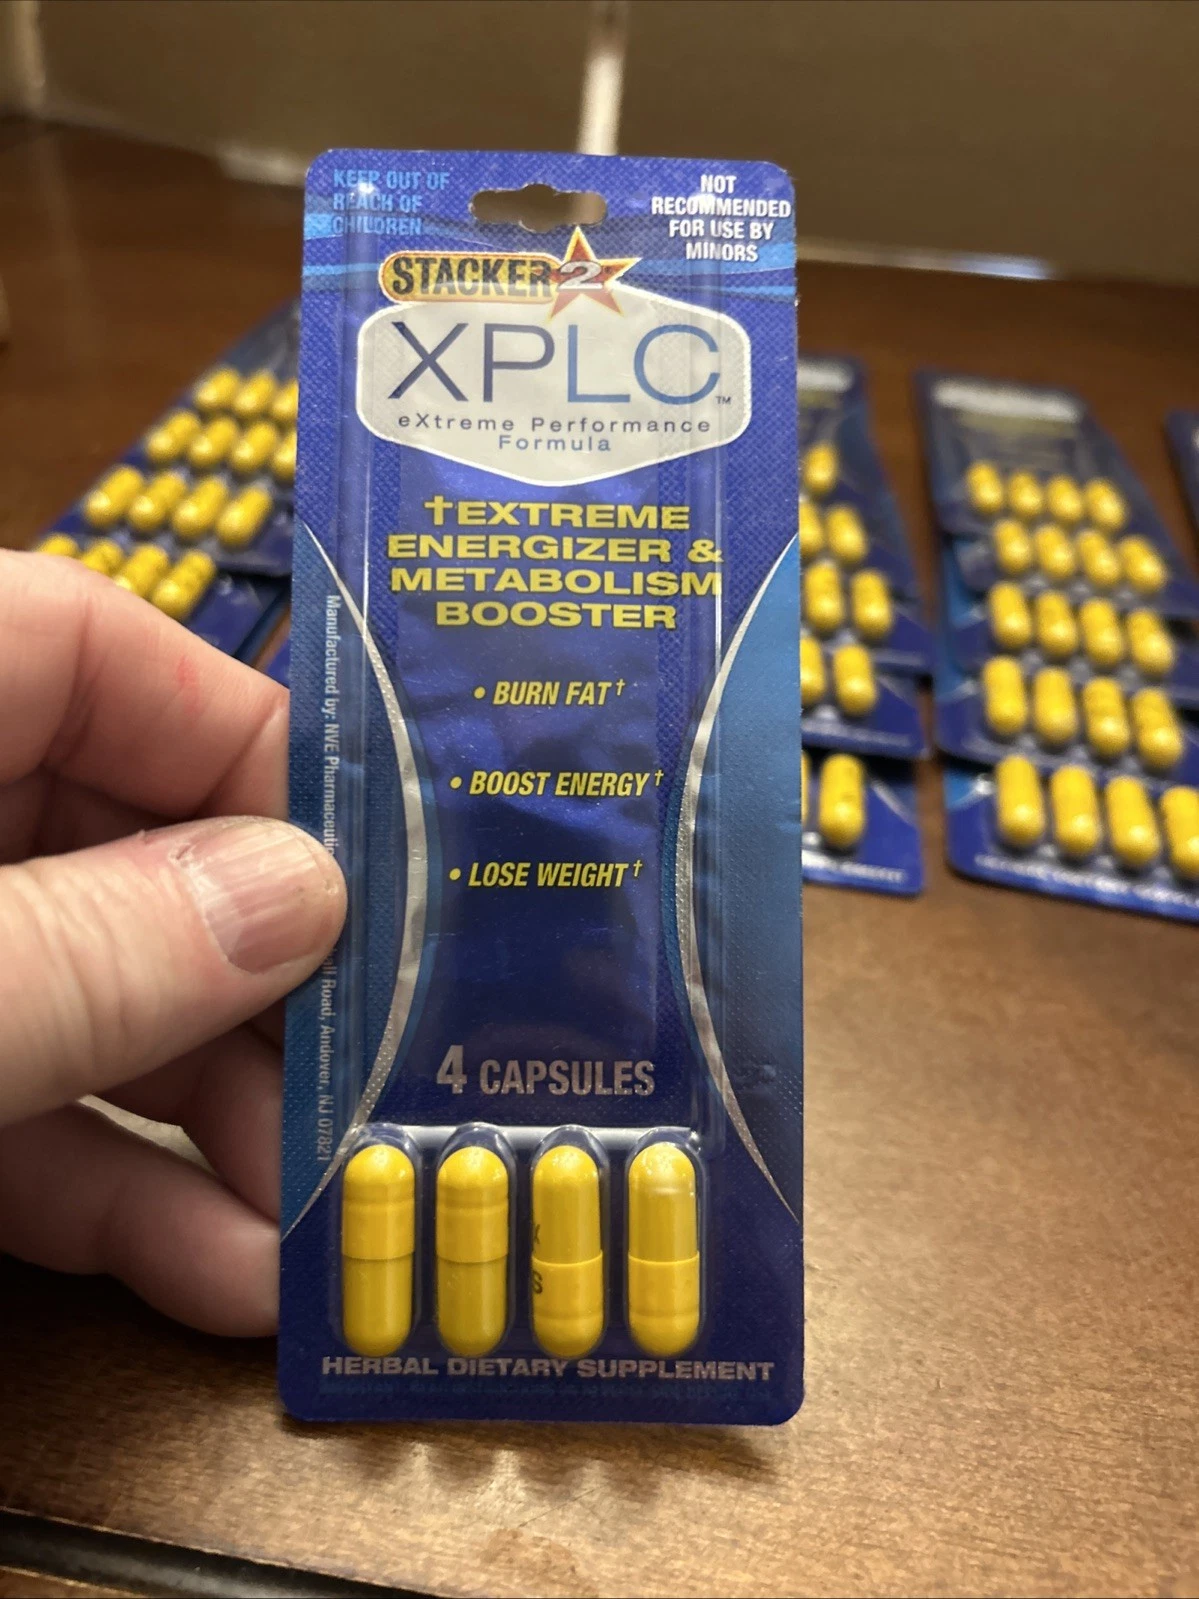 KEEP OUT OF
REACH OF
CHILDREN
NOT
RECOMMENDED
FOR USE BY
MINORS
STACKER 2
XPLC™
eXtreme Performance
Formula
†EXTREME
ENERGIZER &
METABOLISM
BOOSTER
• BURN FAT†
• BOOST ENERGY†
• LOSE WEIGHT†
4 CAPSULES
HERBAL DIETARY SUPPLEMENT
Manufactured by: NVE Road, Andover, NJ 07821